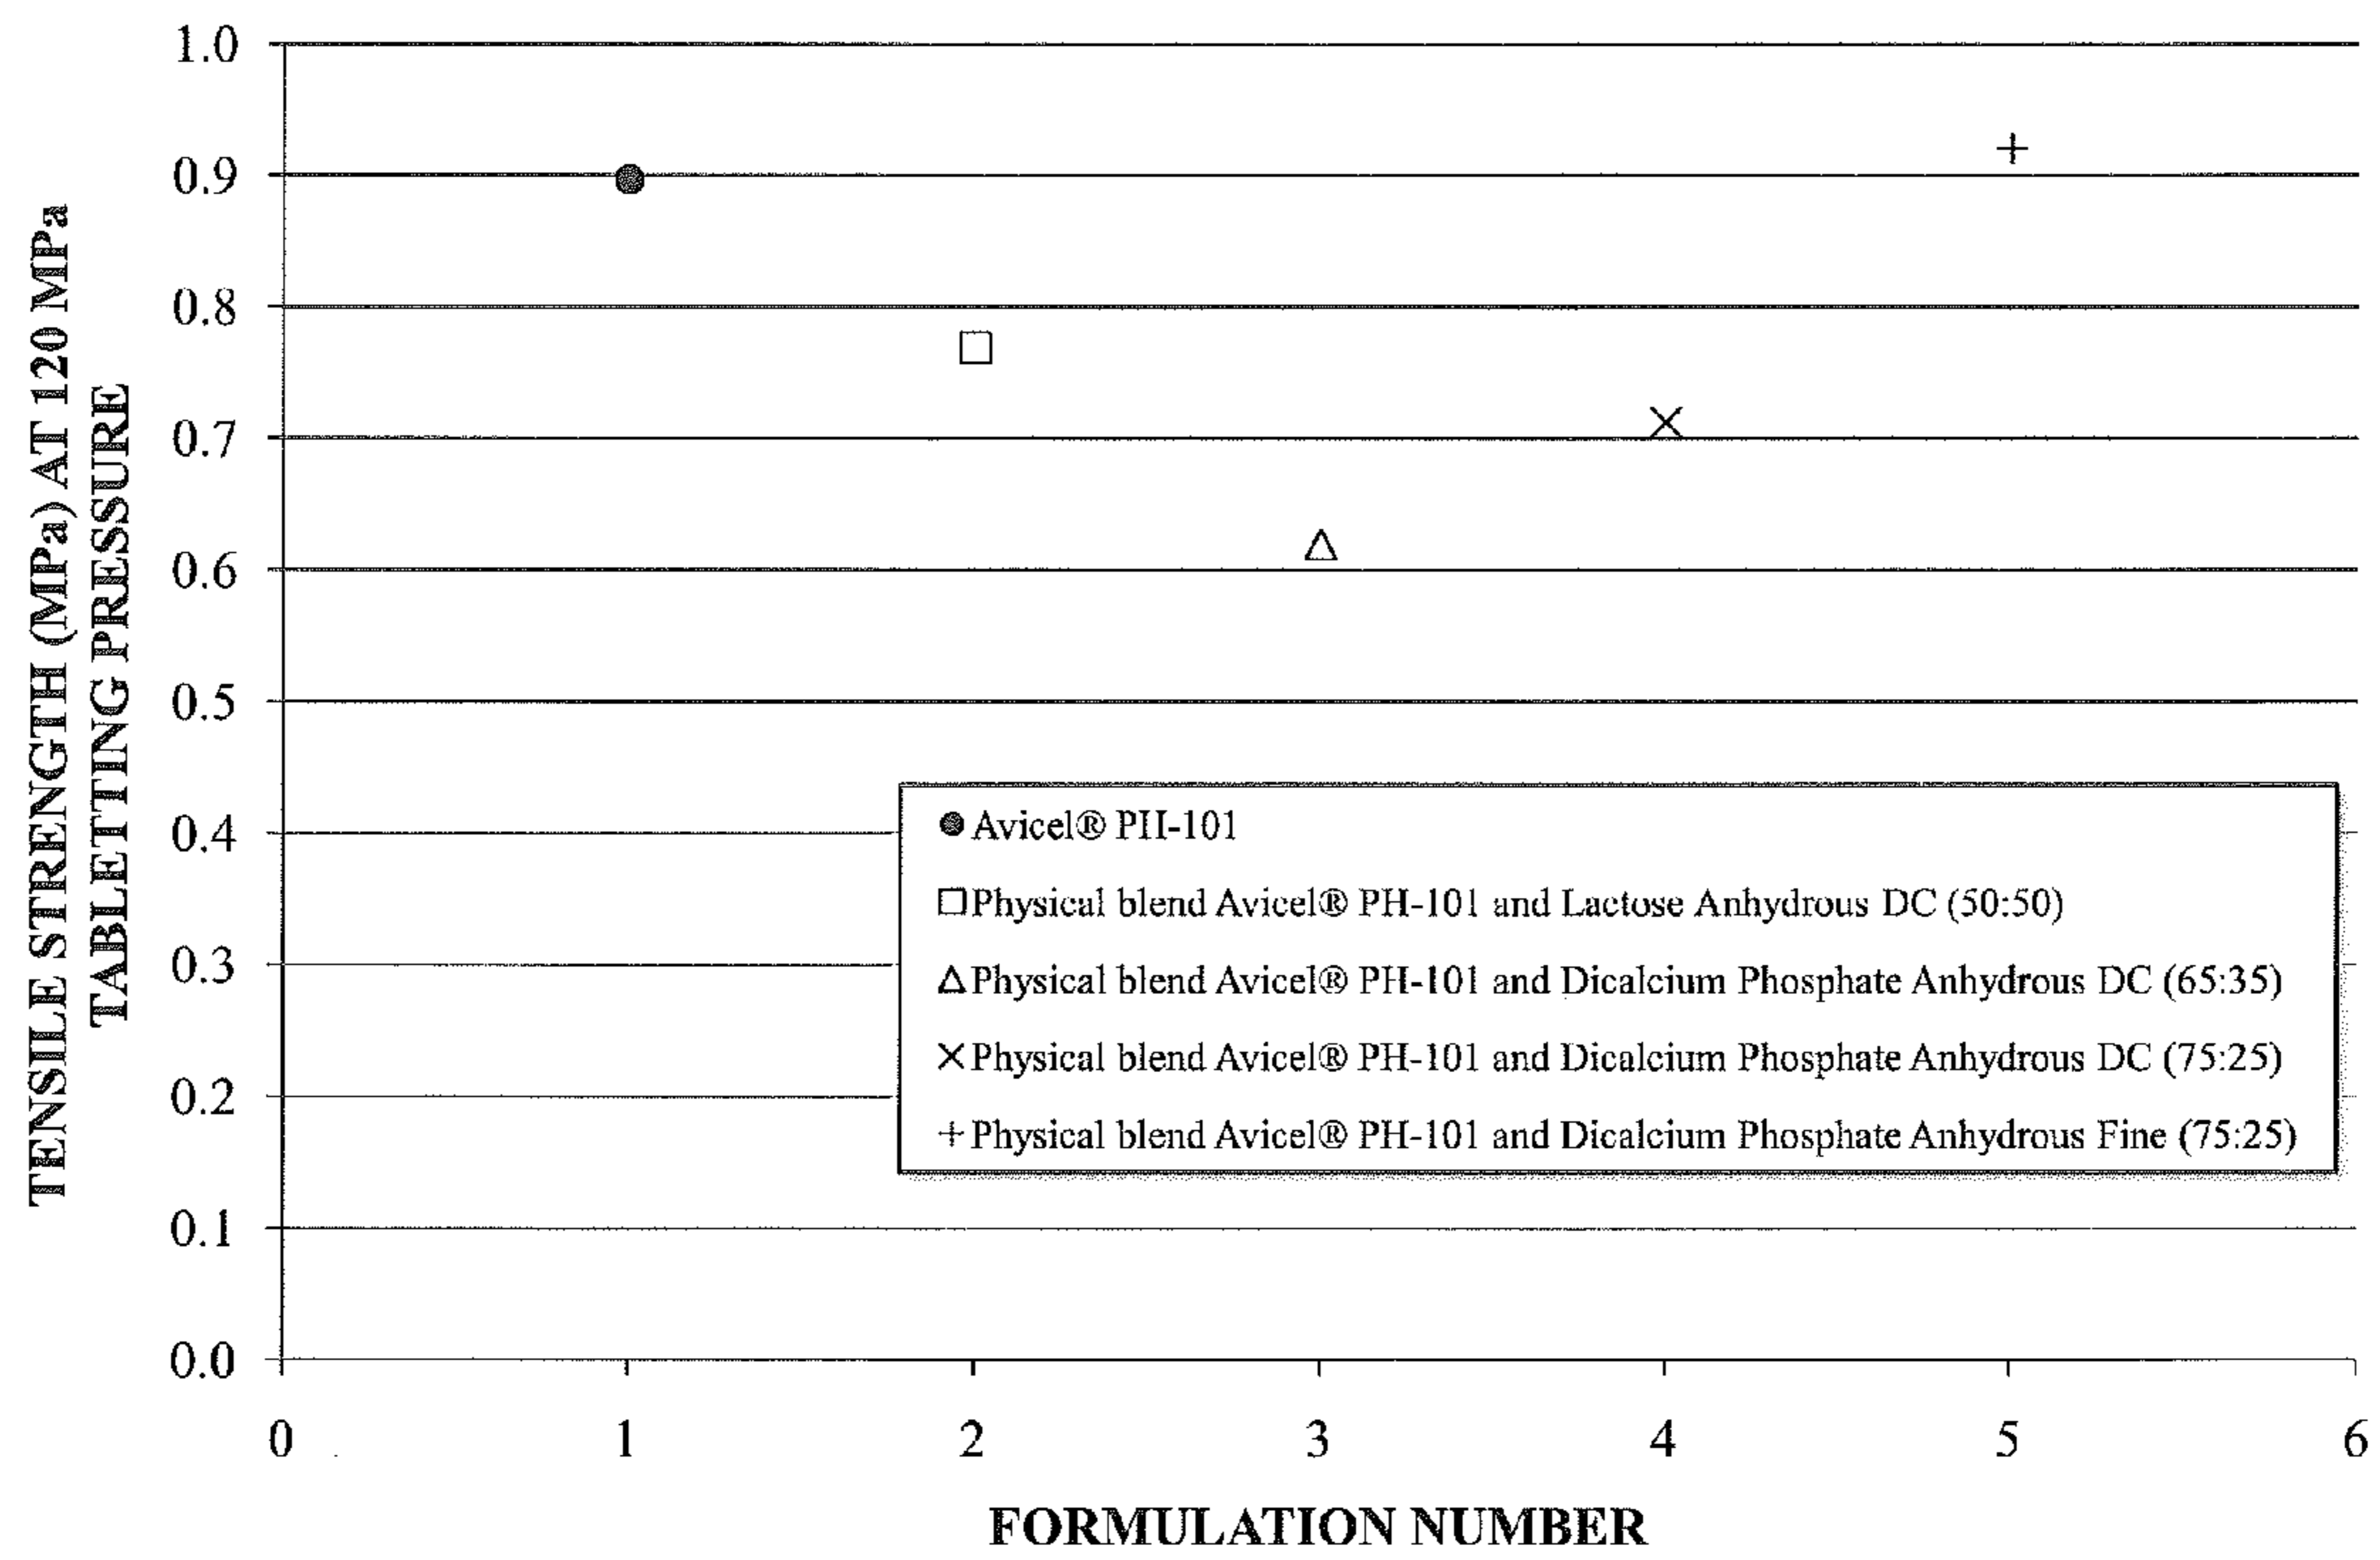 TENSILE STRENGTH (MPa) AT 120 MPa
TABLETTING PRESSURE
1.0
0.9
0.8
0.7
0.6
0.5
0.4
0.3
0.2
0.1
0.0
Avicel® PH-101
Physical blend Avicel® PH-101 and Lactose Anhydrous DC (50:50)
Physical blend Avicel® PH-101 and Dicalcium Phosphate Anhydrous DC (65:35)
Physical blend Avicel® PH-101 and Dicalcium Phosphate Anhydrous DC (75:25)
Physical blend Avicel® PH-101 and Dicalcium Phosphate Anhydrous Fine (75:25)
0 1 2 3 4 5 6
FORMULATION NUMBER